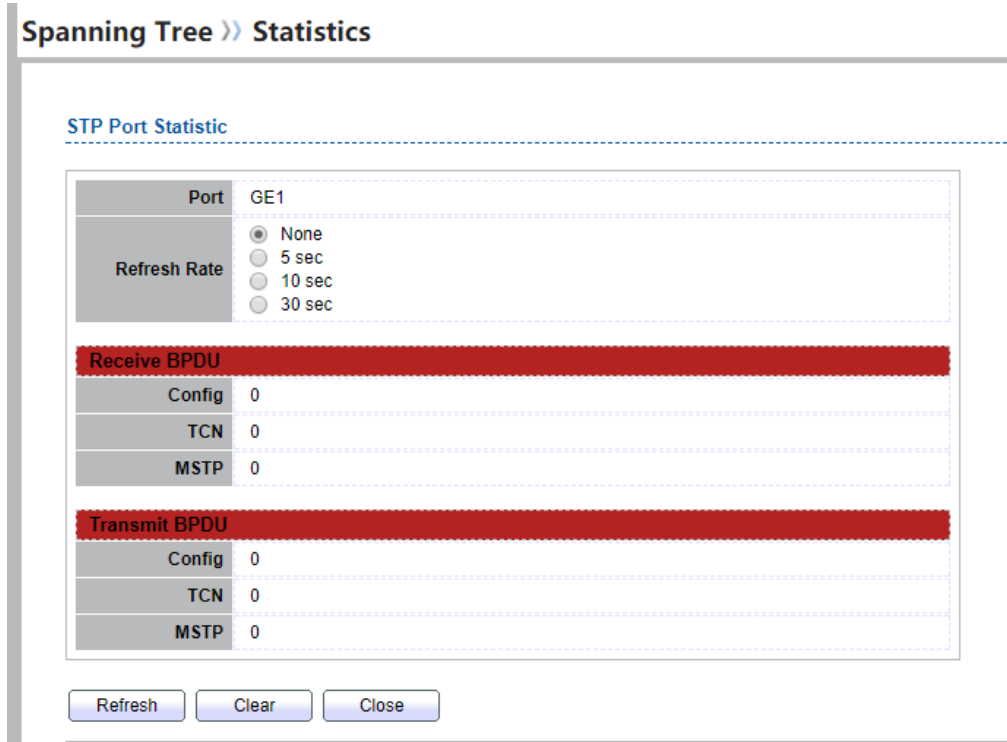 Spanning Tree » Statistics
STP Port Statistic
Port GE1
Refresh Rate
None
5 sec
10 sec
30 sec
Receive BPDU
Config 0
TCN 0
MSTP 0
Transmit BPDU
Config 0
TCN 0
MSTP 0
Refresh Clear Close